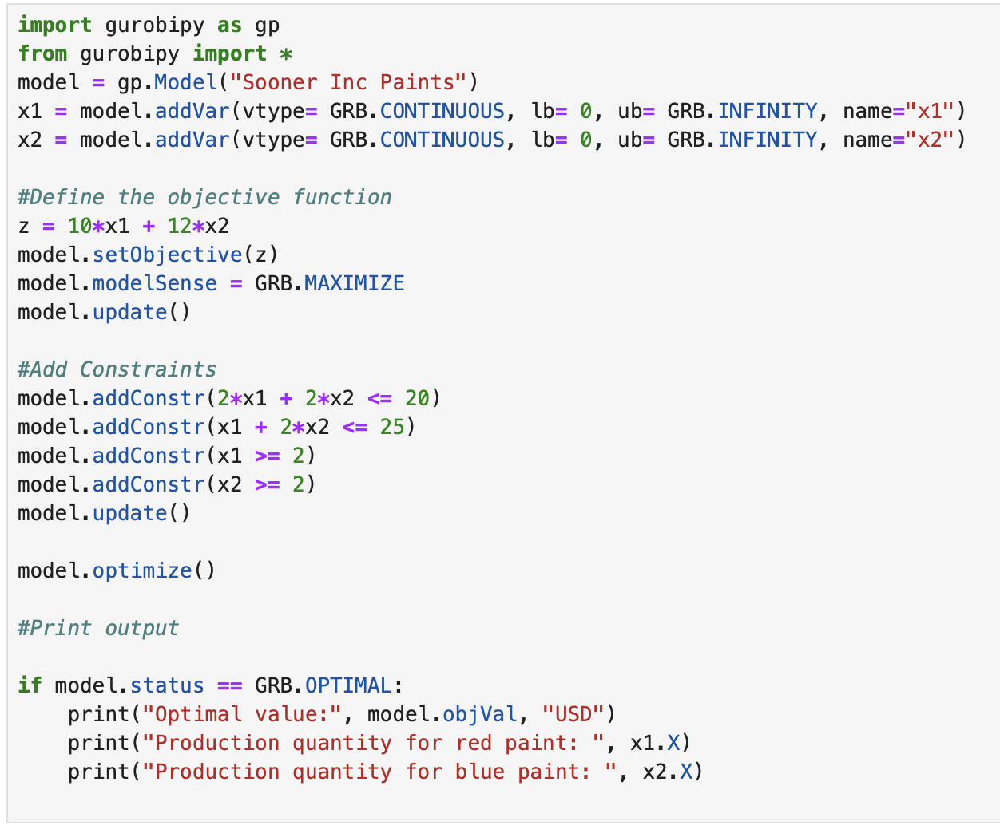 import gurobipy as gp
from gurobipy import *
model = gp.Model("Sooner Inc Paints")
x1 = model.addVar(vtype= GRB.CONTINUOUS, lb= 0, ub= GRB.INFINITY, name="x1")
x2 = model.addVar(vtype= GRB.CONTINUOUS, lb= 0, ub= GRB.INFINITY, name="x2")
#Define the objective function
z = 10*x1 + 12*x2
model.setObjective(z)
model.modelSense = GRB.MAXIMIZE
model.update()
#Add Constraints
model.addConstr(2*x1 + 2*x2 <= 20)
model.addConstr(x1 + 2*x2 <= 25)
model.addConstr(x1 >= 2)
model.addConstr(x2 >= 2)
model.update()
model.optimize()
#Print output
if model.status == GRB.OPTIMAL:
    print("Optimal value:", model.objVal, "USD")
    print("Production quantity for red paint: ", x1.X)
    print("Production quantity for blue paint: ", x2.X)